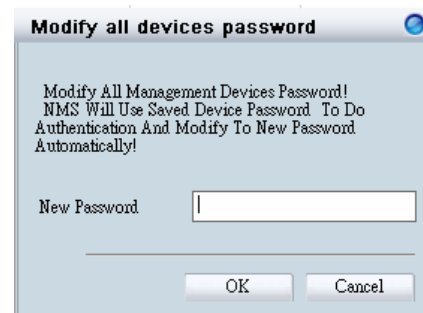 Modify all devices password
Modify All Management Devices Password!
NMS Will Use Saved Device Password To Do
Authentication And Modify To New Password
Automatically!
New Password
OK Cancel